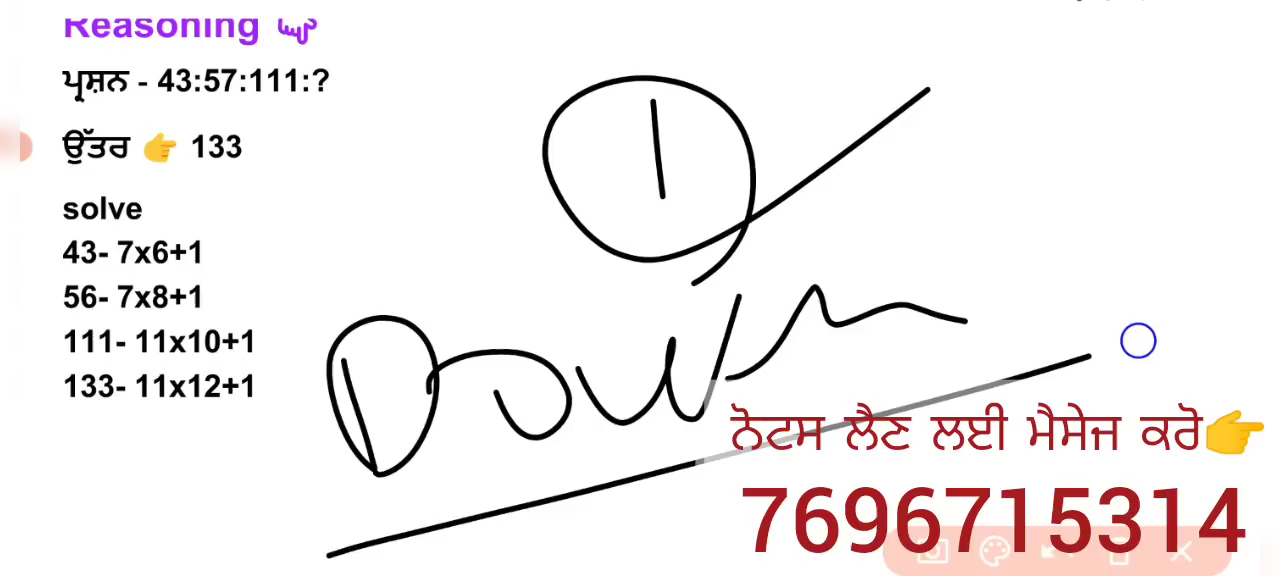 Reasoning
ਪ੍ਰਸ਼ਨ - 43:57:111:?
ਉੱਤਰ 👉 133
solve
43- 7x6+1
56- 7x8+1
111- 11x10+1
133- 11x12+1
1
ਨੋਟਸ ਲੈਣ ਲਈ ਮੈਸੇਜ ਕਰੋ👉
7696715314